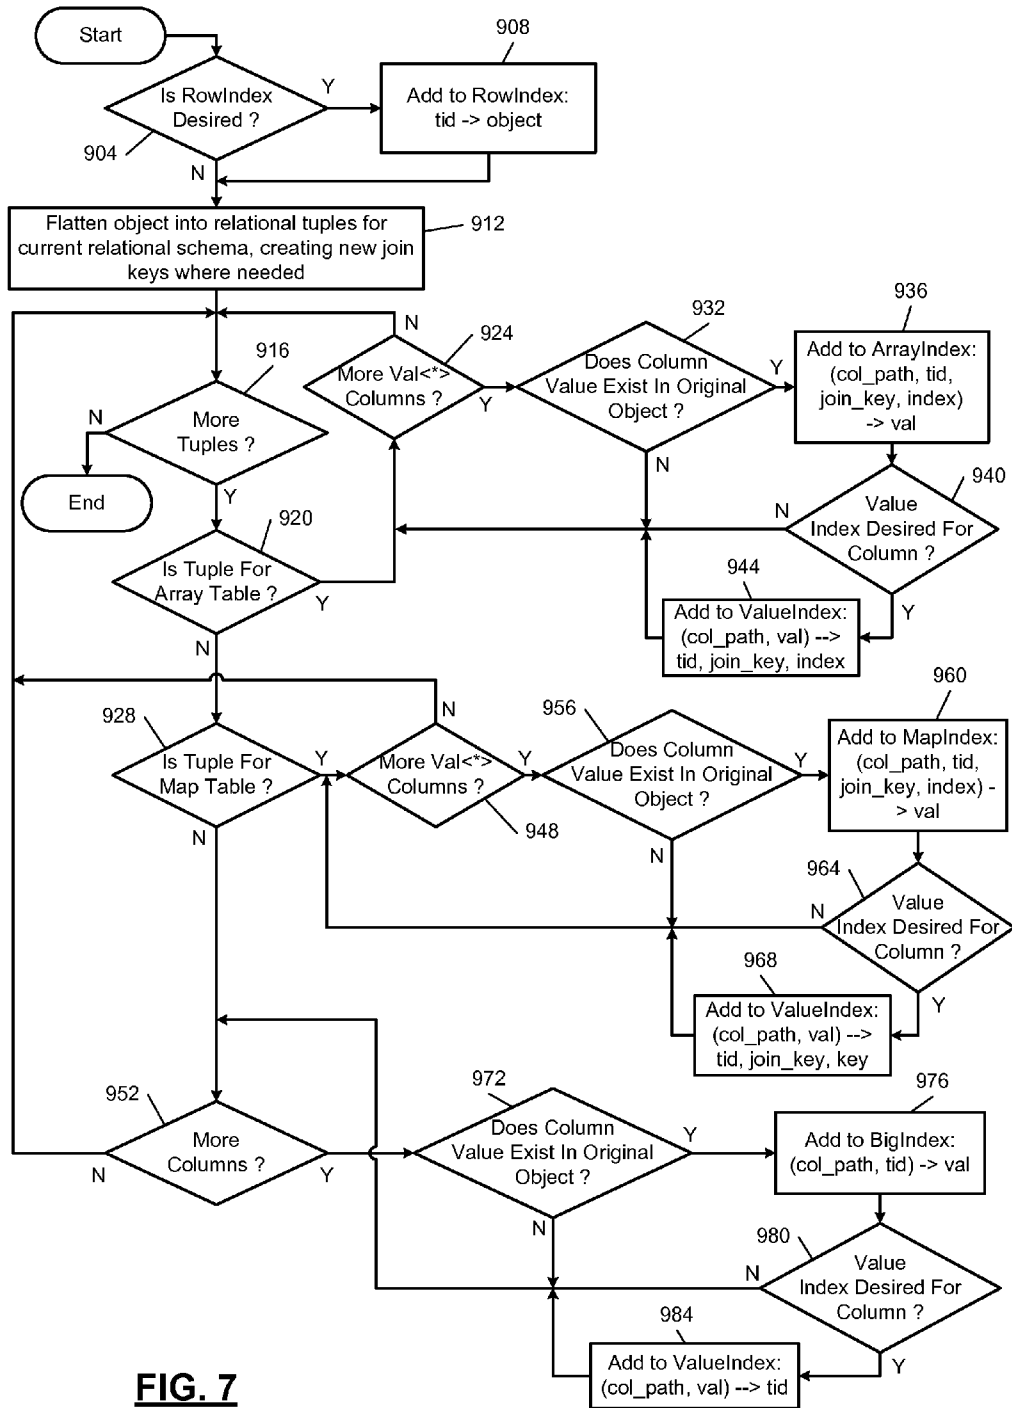 Start
908
Is RowIndex
Desired ?
Y
Add to RowIndex:
tid -> object
904
N
Flatten object into relational tuples for
current relational schema, creating new join
keys where needed
912
N
924
932
936
916
More Val<*>
Columns ?
Y
Does Column
Value Exist In Original
Object ?
Y
Add to ArrayIndex:
(col_path, tid,
join_key, index)
-> val
N
More
Tuples ?
N
End
Y
N
940
Value
Index Desired For
Column ?
920
Is Tuple For
Array Table ?
Y
944
Y
Add to ValueIndex:
(col_path, val) -->
tid, join_key, index
N
960
928
N
956
Is Tuple For
Map Table ?
Y
More Val<*>
Columns ?
Y
Does Column
Value Exist In Original
Object ?
Y
Add to MapIndex:
(col_path, tid,
join_key, index) -
> val
948
N
N
964
N
Value
Index Desired For
Column ?
968
Y
Add to ValueIndex:
(col_path, val) -->
tid, join_key, key
952
972
976
More
Columns ?
N
Y
Does Column
Value Exist In Original
Object ?
Y
Add to BigIndex:
(col_path, tid) -> val
N
980
N
Value
Index Desired For
Column ?
984
Y
Add to ValueIndex:
(col_path, val) --> tid
FIG. 7